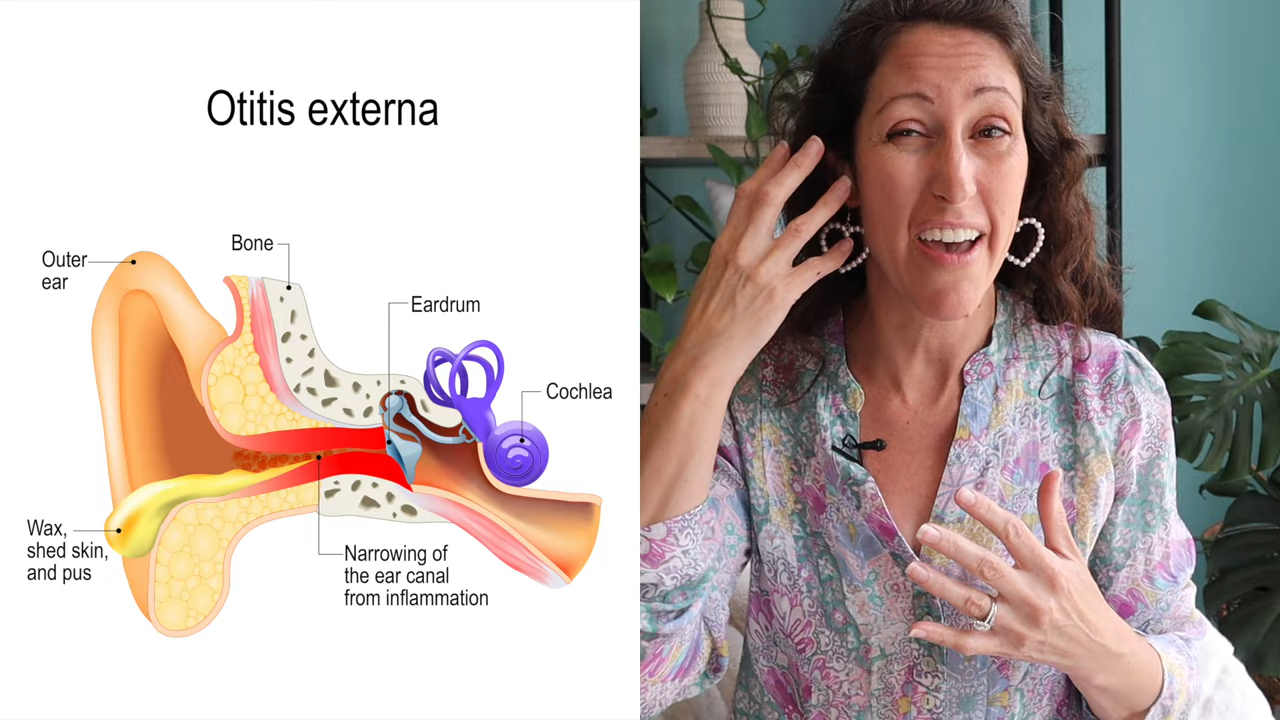 Otitis externa
Bone
Outer
ear
Eardrum
Cochlea
Wax,
shed skin,
and pus
Narrowing of
the ear canal
from inflammation